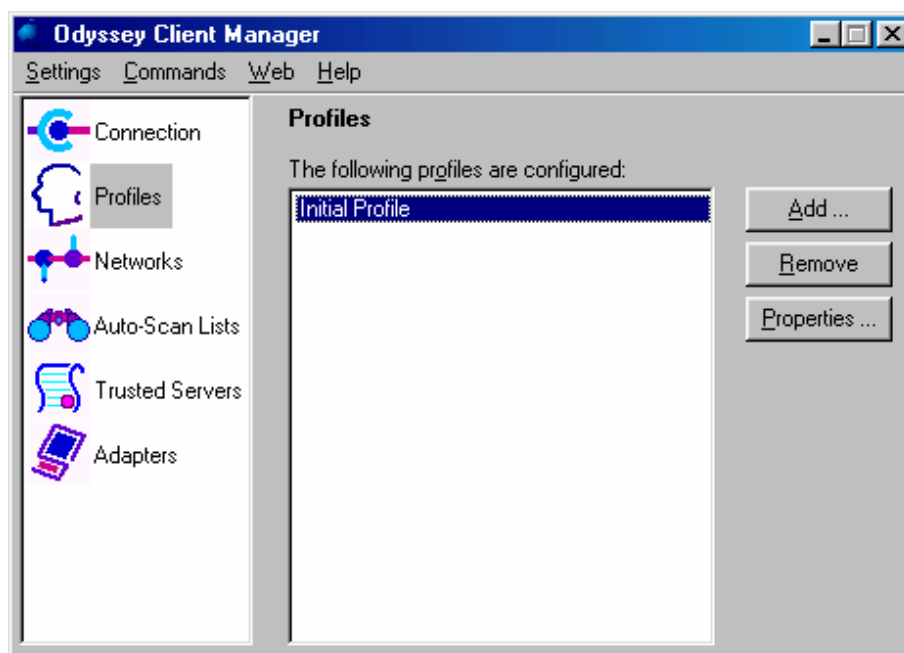 Odyssey Client Manager
Settings Commands Web Help
Connection
Profiles
Networks
Auto-Scan Lists
Trusted Servers
Adapters
Profiles
The following profiles are configured:
Initial Profile
Add ...
Remove
Properties ...